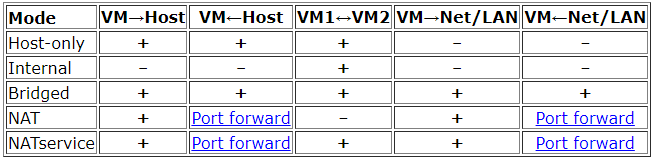 Mode VM→Host VM←Host VM1↔VM2 VM→Net/LAN VM←Net/LAN
Host-only + + + – –
Internal – – + – –
Bridged + + + + +
NAT + Port forward – + Port forward
NATservice + Port forward + + Port forward